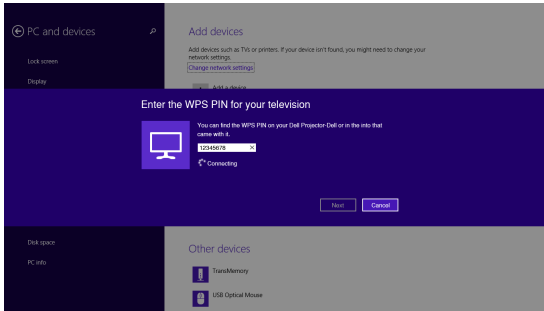 PC and devices
Lock screen
Display
Add devices
Add devices such as TVs or printers. If your device isn't found, you might need to change your
network settings.
Change network settings
Add a device
Enter the WPS PIN for your television
You can find the WPS PIN on your Dell Projector-Dell or in the into that
came with it.
12345678
Connecting
Next
Cancel
Disk space
PC info
Other devices
TransMemory
USB Optical Mouse